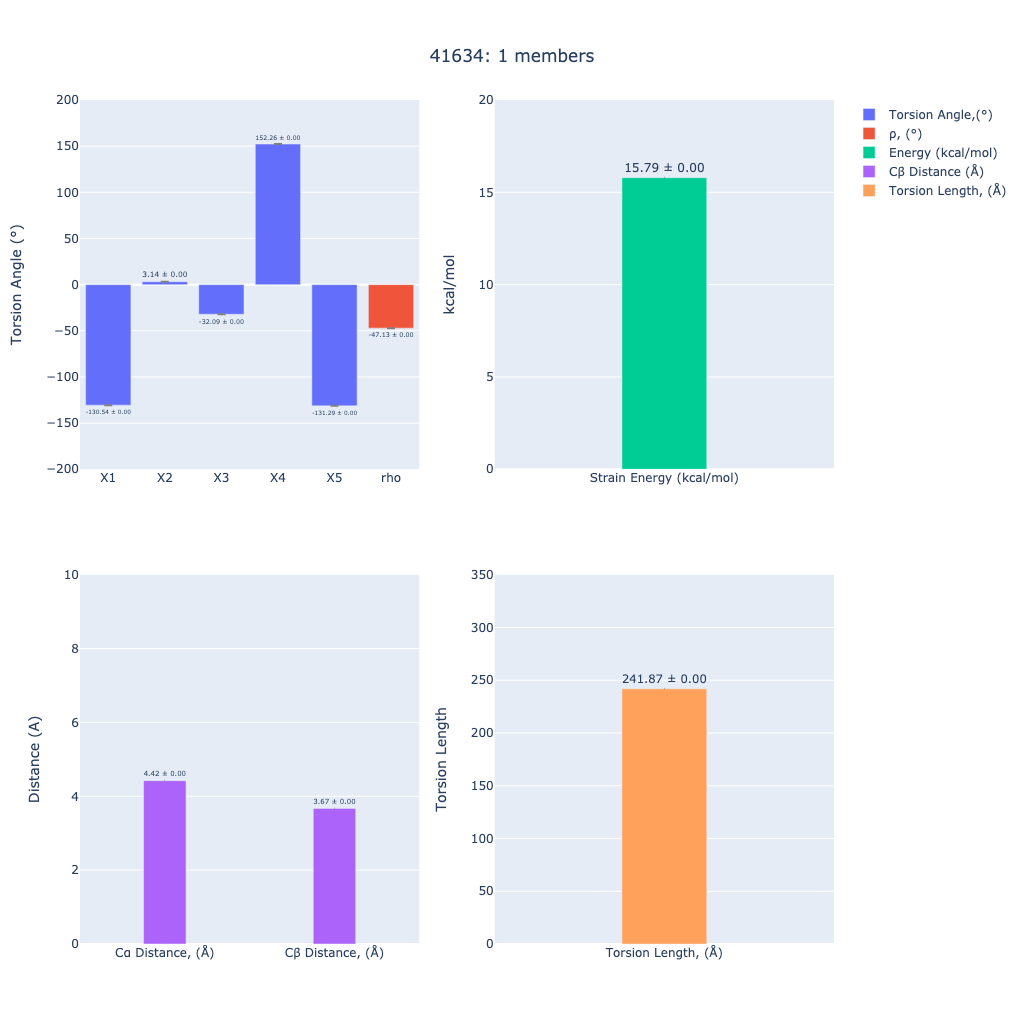 41634: 1 members
Torsion Angle (°)
200
150
100
50
0
−50
−100
−150
−200
-130.54 ± 0.00
3.14 ± 0.00
-32.09 ± 0.00
152.26 ± 0.00
-131.29 ± 0.00
-47.13 ± 0.00
X1 X2 X3 X4 X5 rho
kcal/mol
20
15
10
5
0
15.79 ± 0.00
Strain Energy (kcal/mol)
Torsion Angle,(°)
ρ, (°)
Energy (kcal/mol)
Cβ Distance (Å)
Torsion Length, (Å)
Distance (A)
10
8
6
4
2
0
4.42 ± 0.00
3.67 ± 0.00
Cα Distance, (Å) Cβ Distance, (Å)
Torsion Length
350
300
250
200
150
100
50
0
241.87 ± 0.00
Torsion Length, (Å)